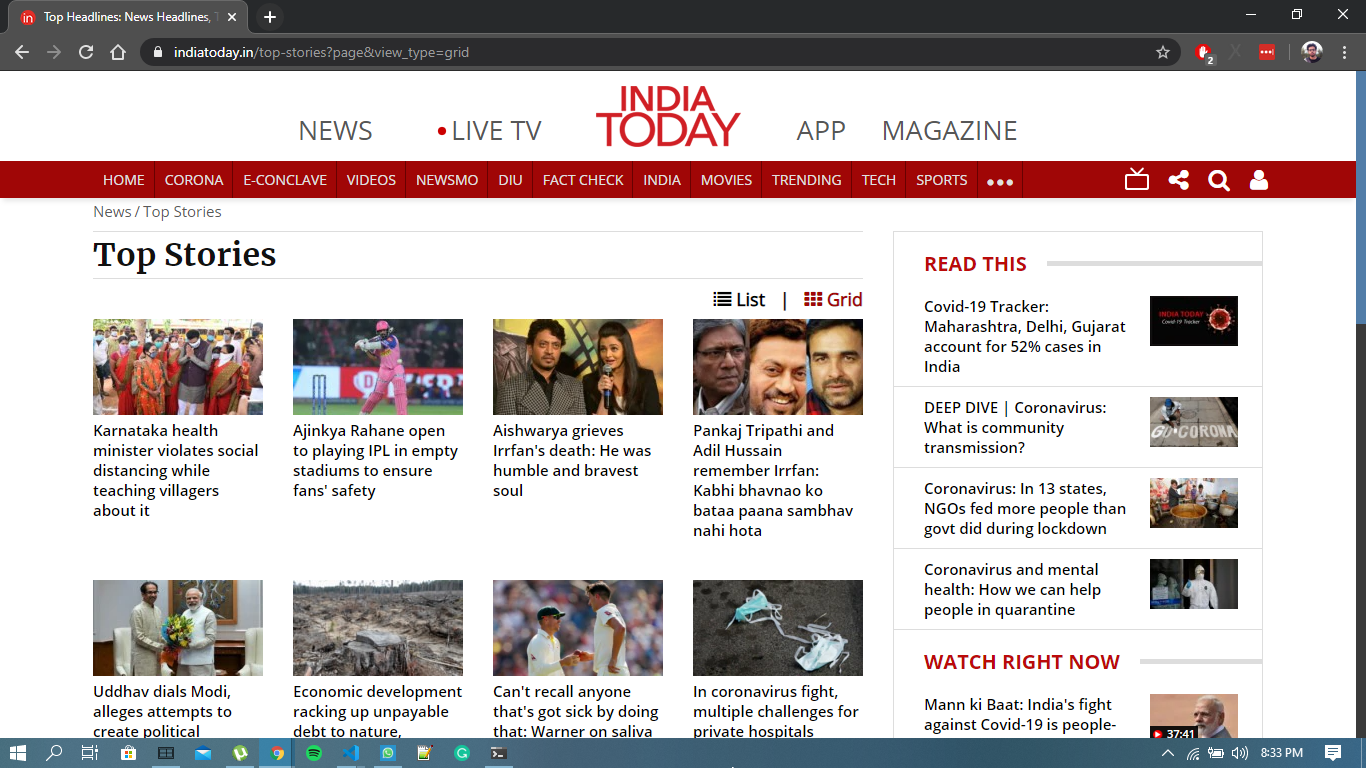 Top Headlines: News Headlines, T
indiatoday.in/top-stories?page&view_type=grid
2
NEWS
LIVE TV
INDIA
TODAY
APP
MAGAZINE
HOME
CORONA
E-CONCLAVE
VIDEOS
NEWSMO
DIU
FACT CHECK
INDIA
MOVIES
TRENDING
TECH
SPORTS
News / Top Stories
Top Stories
List | Grid
Karnataka health
minister violates social
distancing while
teaching villagers
about it
Ajinkya Rahane open
to playing IPL in empty
stadiums to ensure
fans' safety
Aishwarya grieves
Irrfan's death: He was
humble and bravest
soul
Pankaj Tripathi and
Adil Hussain
remember Irrfan:
Kabhi bhavnao ko
bataa paana sambhav
nahi hota
Uddhav dials Modi,
alleges attempts to
create political
Economic development
racking up unpayable
debt to nature,
Can't recall anyone
that's got sick by doing
that: Warner on saliva
In coronavirus fight,
multiple challenges for
private hospitals
READ THIS
Covid-19 Tracker:
Maharashtra, Delhi, Gujarat
account for 52% cases in
India
INDIA TODAY
Covid-19 Tracker
DEEP DIVE | Coronavirus:
What is community
transmission?
GO CORONA
Coronavirus: In 13 states,
NGOs fed more people than
govt did during lockdown
Coronavirus and mental
health: How we can help
people in quarantine
WATCH RIGHT NOW
Mann ki Baat: India's fight
against Covid-19 is people-
37:41
8:33 PM